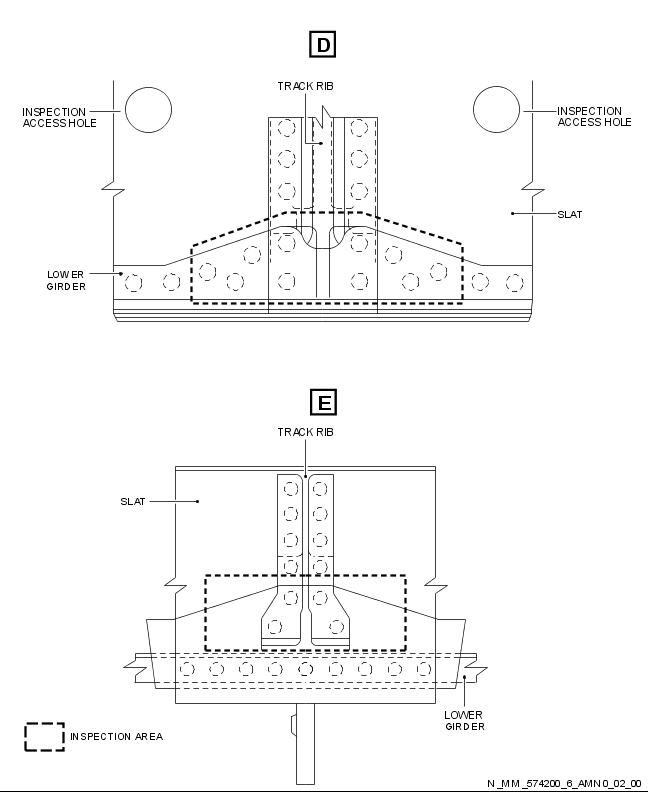 D
TRACK RIB
INSPECTION
ACCESS HOLE
INSPECTION
ACCESS HOLE
SLAT
LOWER
GIRDER
E
TRACK RIB
SLAT
LOWER
GIRDER
INSPECTION AREA
N_MM_574200_6_AMN0_02_00